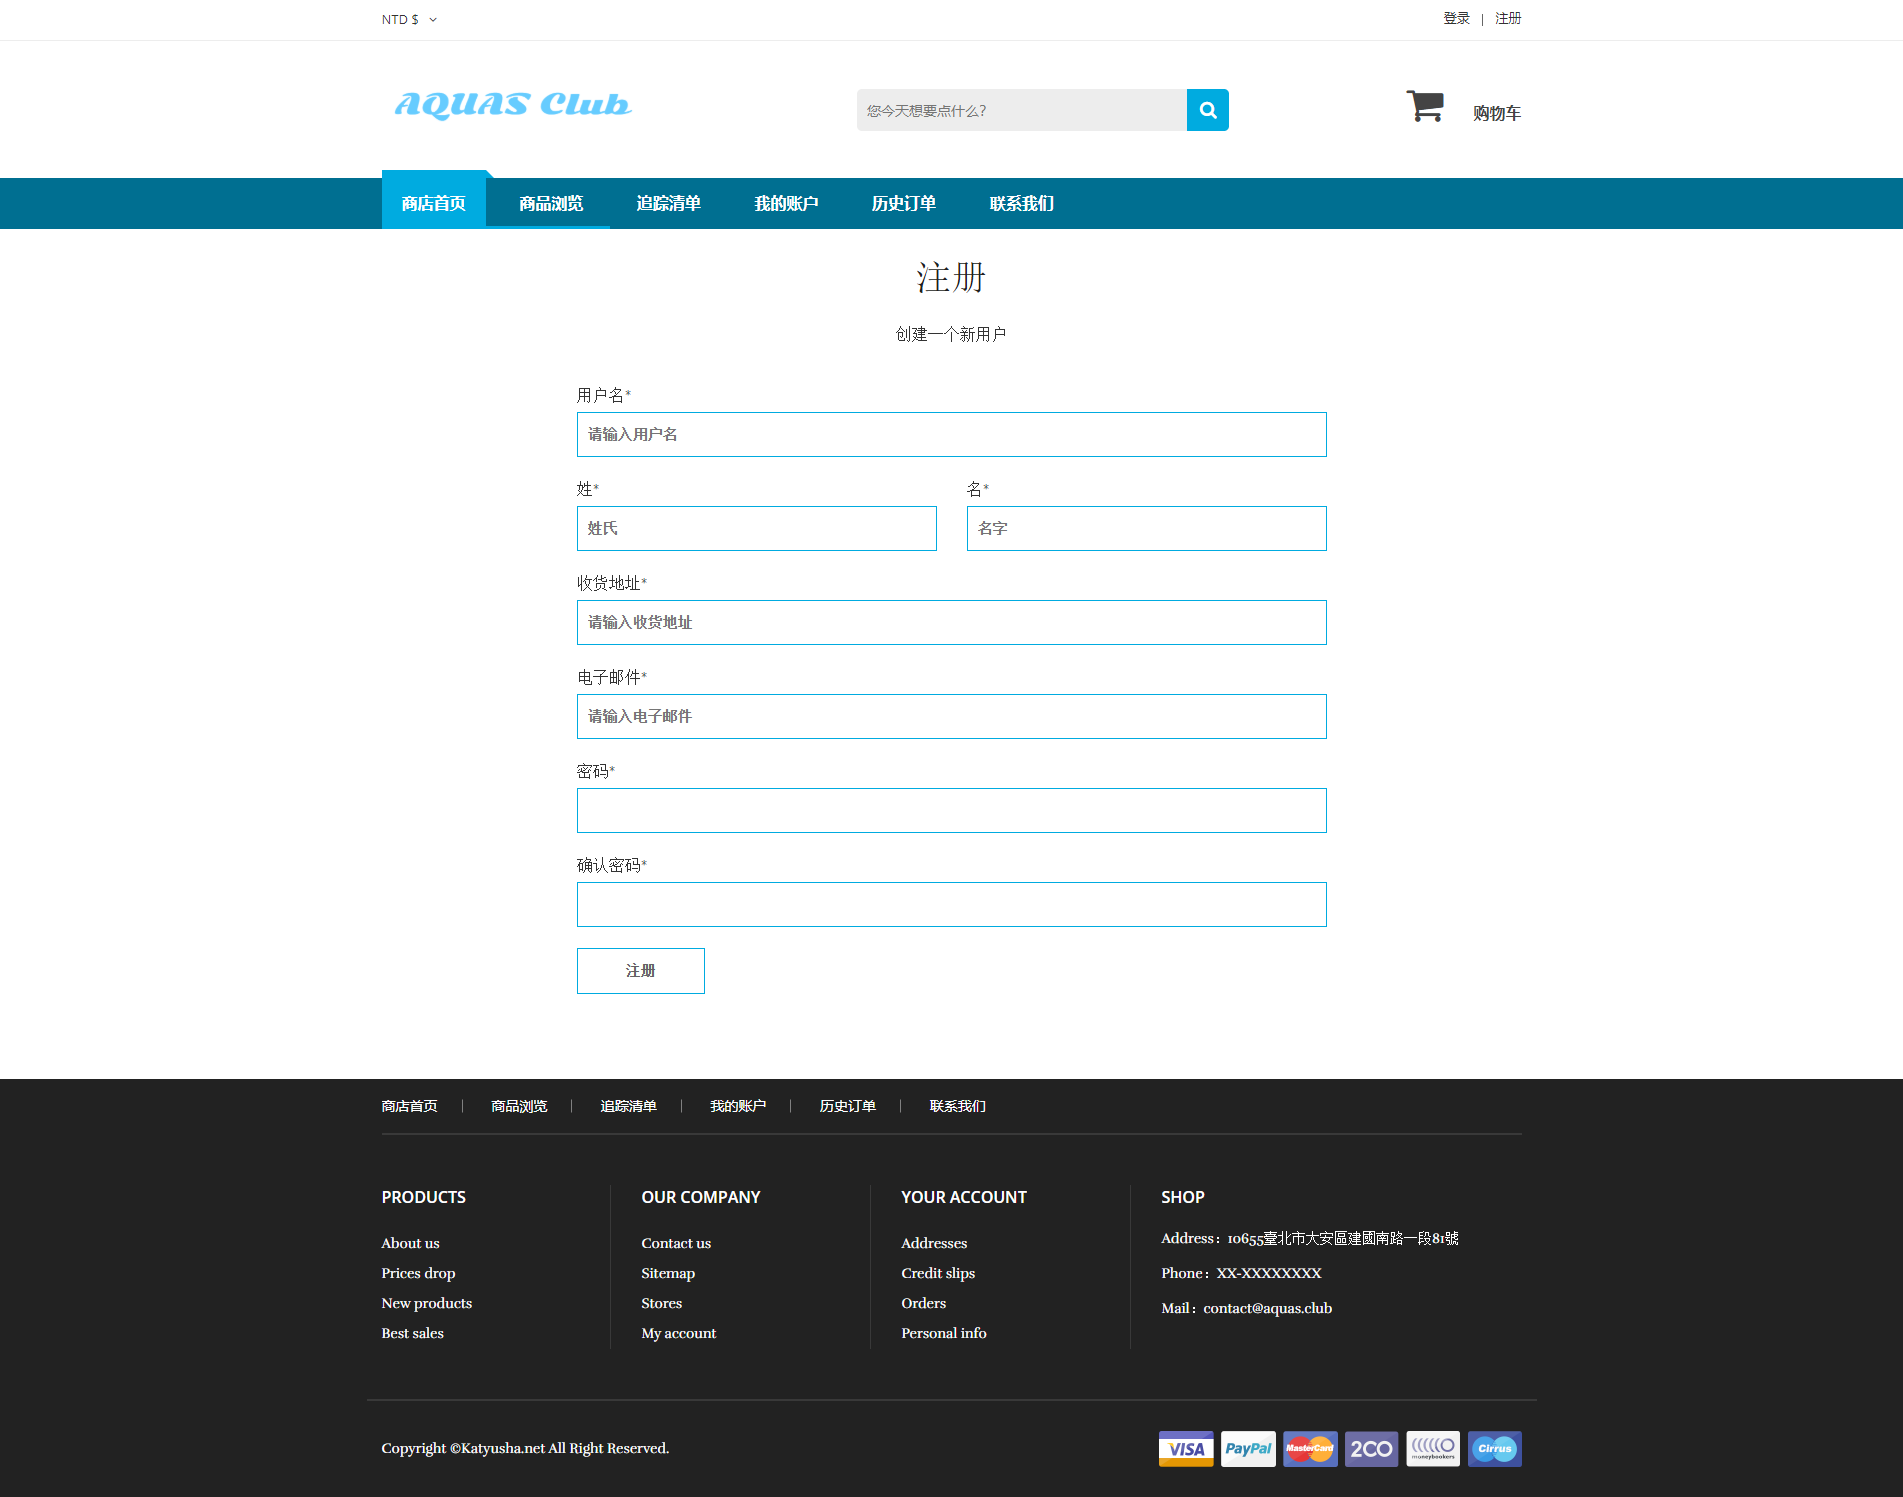 NTD $
登录 | 注册
AQUAS Club
您今天想要点什么?
购物车
商店首页 商品浏览 追踪清单 我的账户 历史订单 联系我们
注册
创建一个新用户
用户名*
请输入用户名
姓* 名*
姓氏 名字
收货地址*
请输入收货地址
电子邮件*
请输入电子邮件
密码*
确认密码*
注册
商店首页 | 商品浏览 | 追踪清单 | 我的账户 | 历史订单 | 联系我们
PRODUCTS
About us
Prices drop
New products
Best sales
OUR COMPANY
Contact us
Sitemap
Stores
My account
YOUR ACCOUNT
Addresses
Credit slips
Orders
Personal info
SHOP
Address：10655臺北市大安區建國南路一段81號
Phone：XX-XXXXXXXX
Mail：contact@aquas.club
Copyright ©Katyusha.net All Right Reserved.
VISA PayPal MasterCard 2CO moneybookers Cirrus